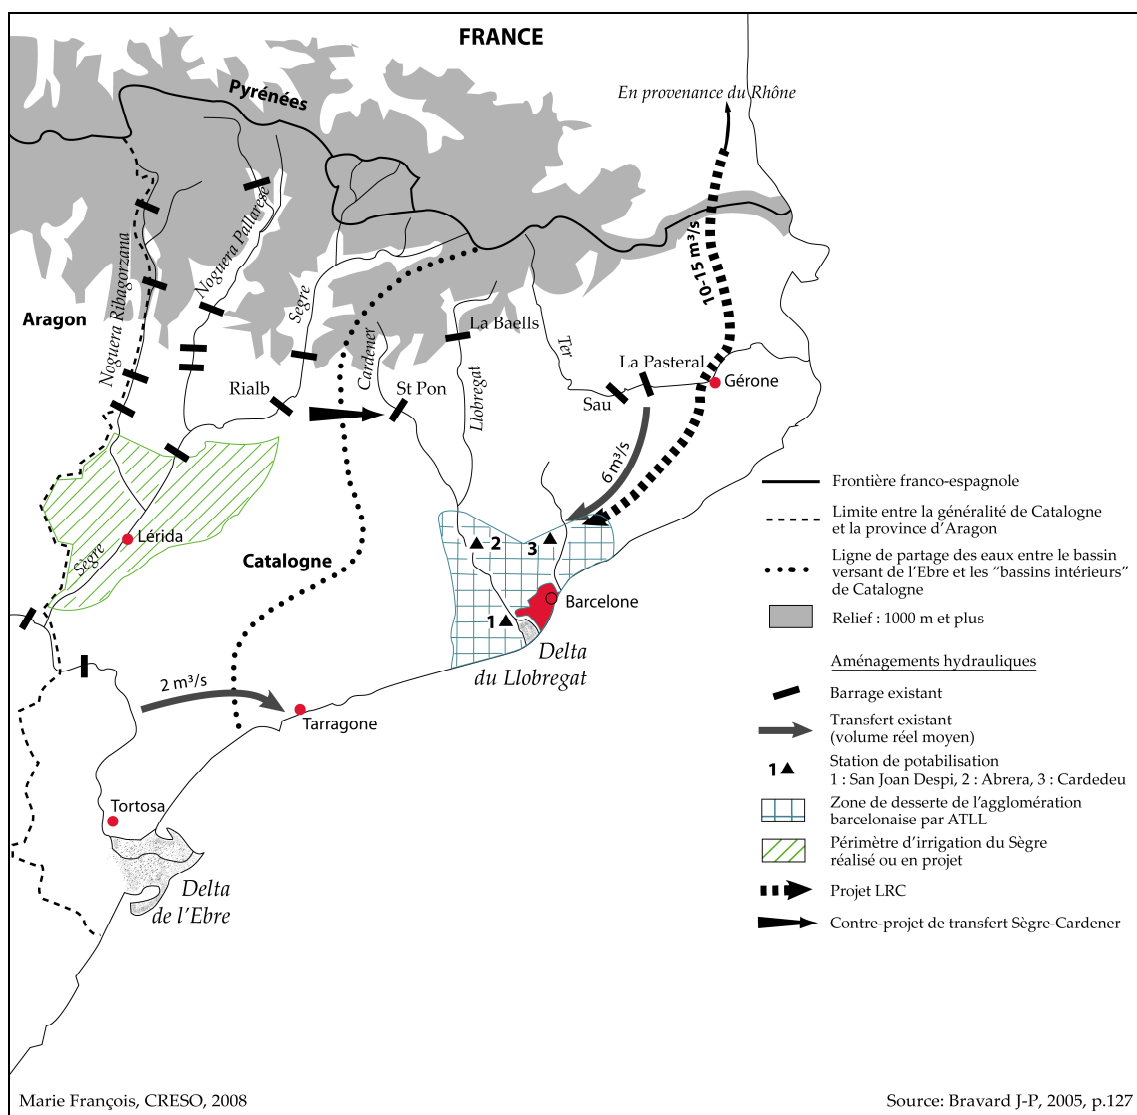 FRANCE
Pyrénées
En provenance du Rhône
Noguera Pallarese
Noguera Ribagorzana
10-15 m³/s
Segre
Aragon
La Baells
Cardener
Ter
Llobregat
La Pasteral
Rialb
St Pon
Sau
Gérone
6 m³/s
Frontière franco-espagnole
Limite entre la généralité de Catalogne
et la province d'Aragon
Lérida
2
3
Sègre
Catalogne
Ligne de partage des eaux entre le bassin
versant de l'Ebre et les "bassins intérieurs"
de Catalogne
Barcelone
1
Relief : 1000 m et plus
Delta
du Llobregat
Aménagements hydrauliques
2 m³/s
Barrage existant
Tarragone
Transfert existant
(volume réel moyen)
Station de potabilisation
1
1 : San Joan Despi, 2 : Abrera, 3 : Cardedeu
Tortosa
Zone de desserte de l'agglomération
barcelonaise par ATLL
Périmètre d'irrigation du Sègre
réalisé ou en projet
Delta
de l'Ebre
Projet LRC
Contre-projet de transfert Sègre-Cardener
Marie François, CRESO, 2008
Source: Bravard J-P, 2005, p.127